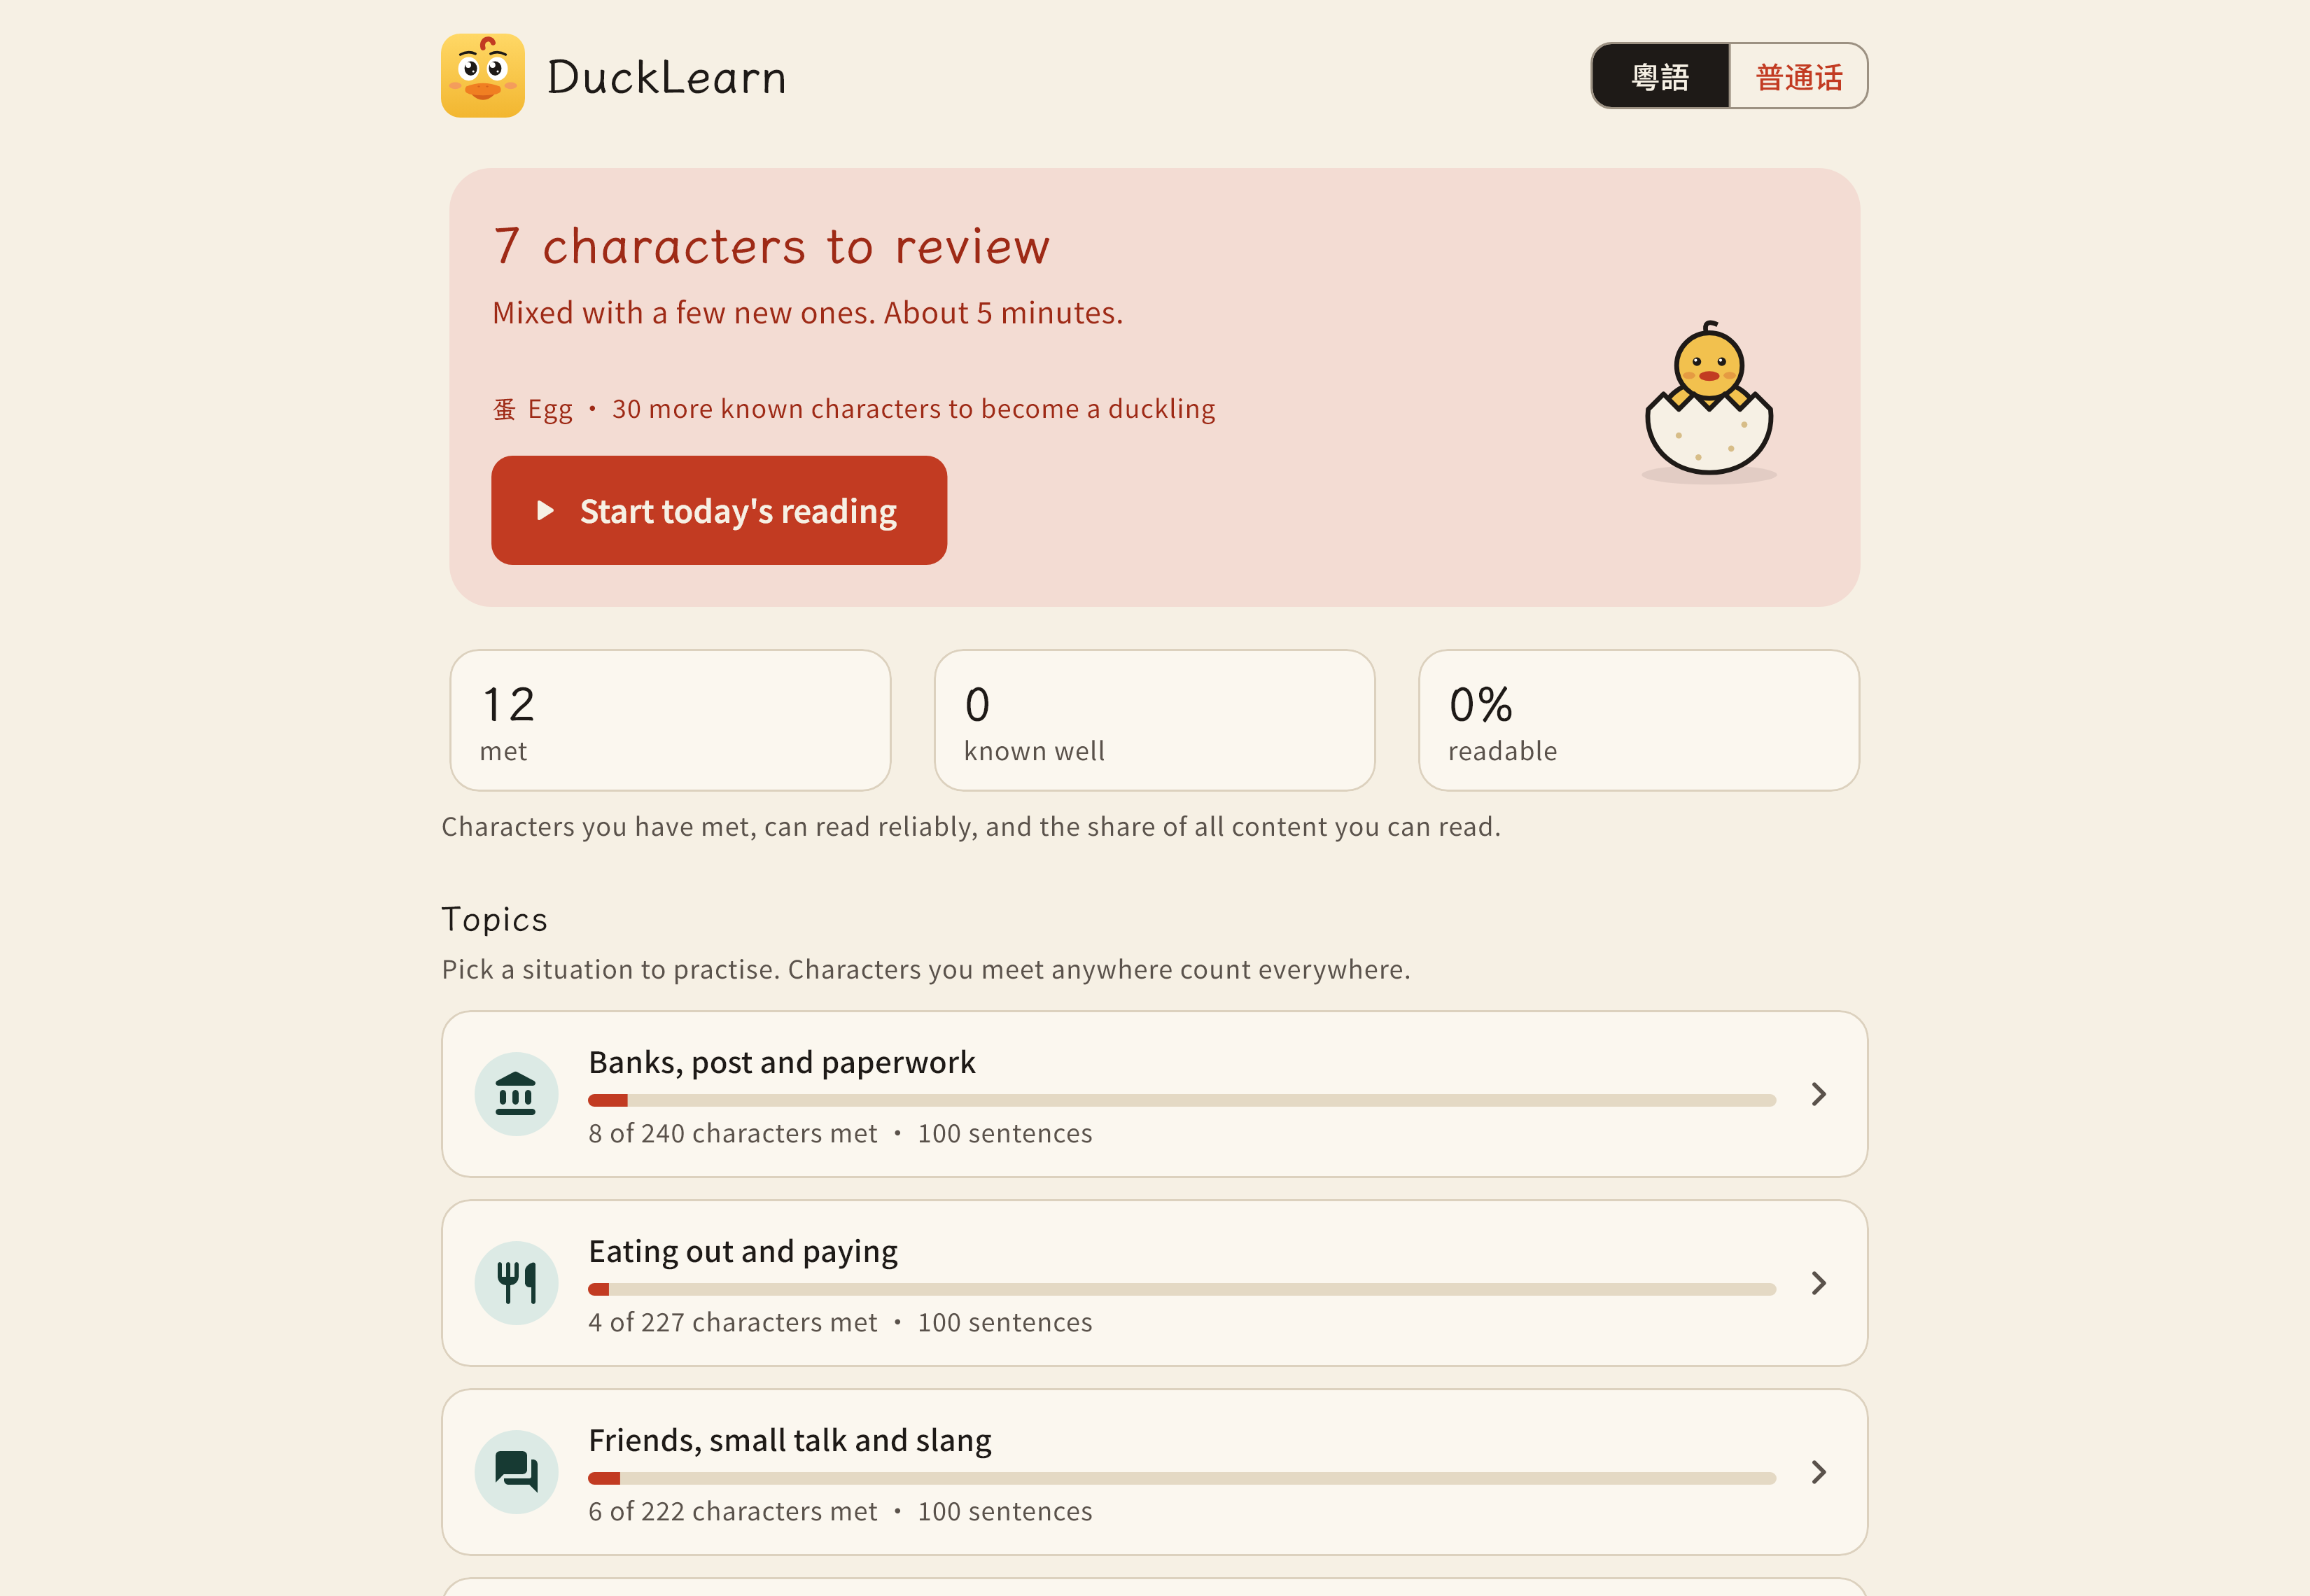 DuckLearn
粵語
普通话
7 characters to review
Mixed with a few new ones. About 5 minutes.
蛋 Egg · 30 more known characters to become a duckling
Start today's reading
12
met
0
known well
0%
readable
Characters you have met, can read reliably, and the share of all content you can read.
Topics
Pick a situation to practise. Characters you meet anywhere count everywhere.
Banks, post and paperwork
8 of 240 characters met · 100 sentences
Eating out and paying
4 of 227 characters met · 100 sentences
Friends, small talk and slang
6 of 222 characters met · 100 sentences